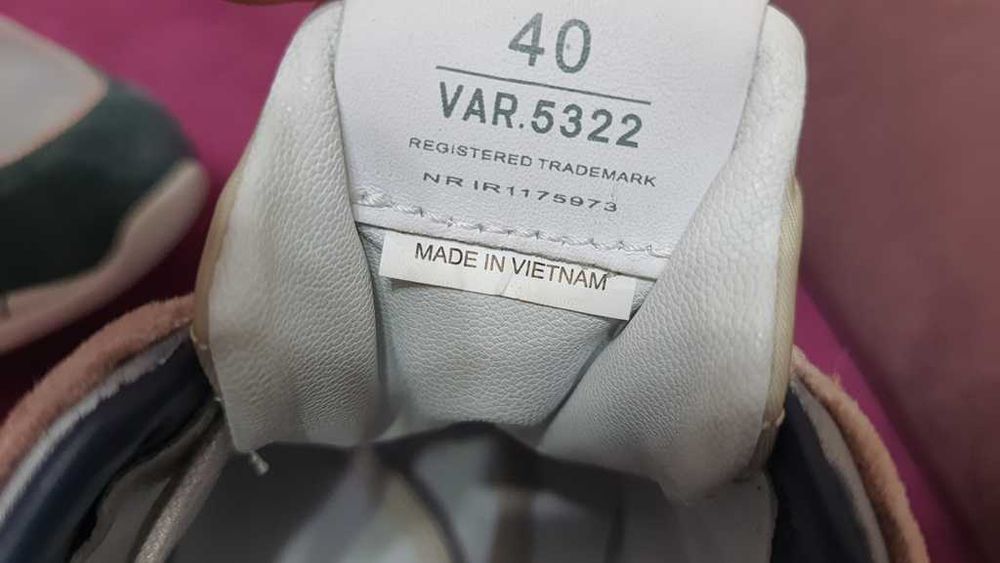 40
VAR.5322
REGISTERED TRADEMARK
NR IR1175973
MADE IN VIETNAM